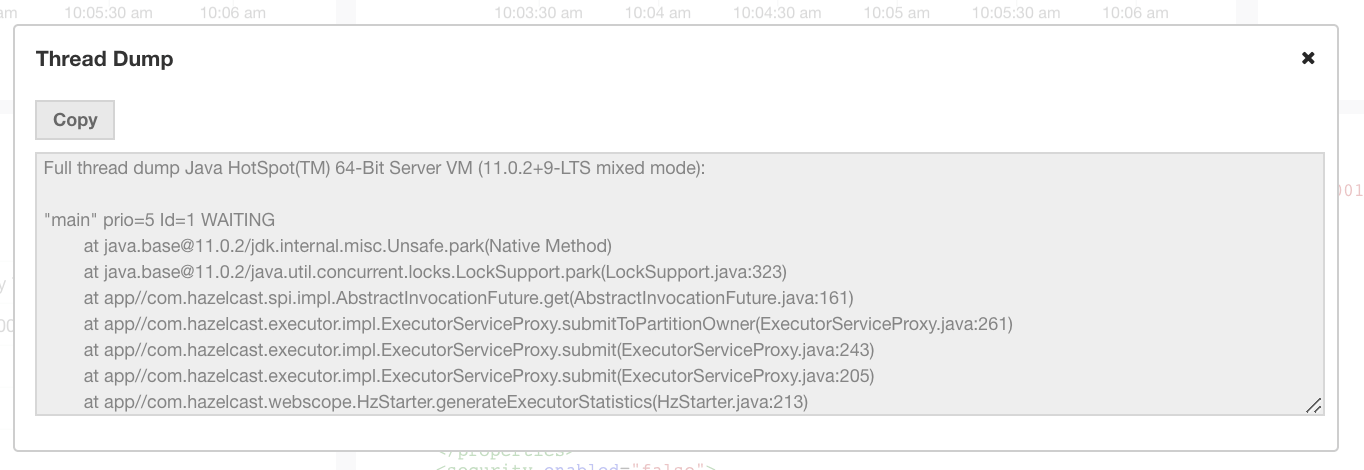 am 10:05:30 am 10:06 am 10:03:30 am 10:04 am 10:04:30 am 10:05 am 10:05:30 am 10:06 am
Thread Dump
Copy
Full thread dump Java HotSpot(TM) 64-Bit Server VM (11.0.2+9-LTS mixed mode):
"main" prio=5 Id=1 WAITING
at java.base@11.0.2/jdk.internal.misc.Unsafe.park(Native Method)
at java.base@11.0.2/java.util.concurrent.locks.LockSupport.park(LockSupport.java:323)
at app//com.hazelcast.spi.impl.AbstractInvocationFuture.get(AbstractInvocationFuture.java:161)
at app//com.hazelcast.executor.impl.ExecutorServiceProxy.submitToPartitionOwner(ExecutorServiceProxy.java:261)
at app//com.hazelcast.executor.impl.ExecutorServiceProxy.submit(ExecutorServiceProxy.java:243)
at app//com.hazelcast.executor.impl.ExecutorServiceProxy.submit(ExecutorServiceProxy.java:205)
at app//com.hazelcast.webscope.HzStarter.generateExecutorStatistics(HzStarter.java:213)
</properties>
<security enabled="false">